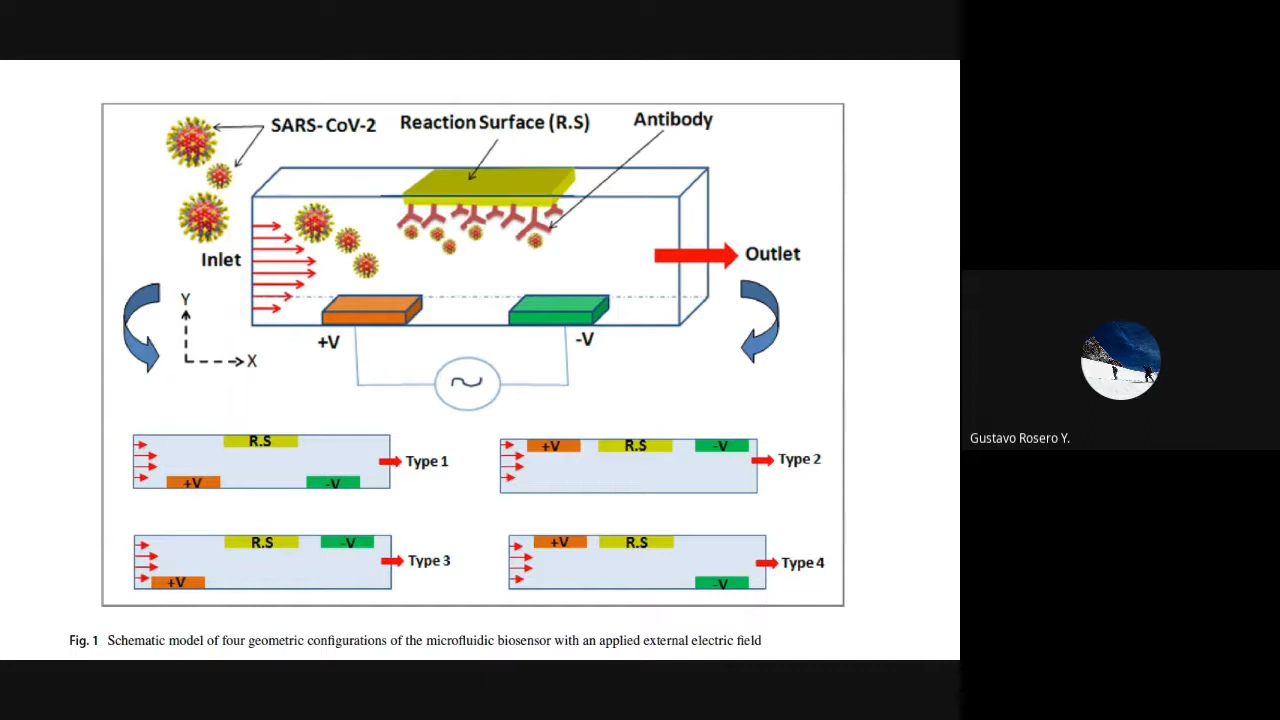 SARS-CoV-2
Reaction Surface (R.S)
Antibody
Inlet
Outlet
Y
X
+V
-V
R.S
+V
-V
Type 1
+V
R.S
-V
Type 2
R.S
-V
+V
Type 3
+V
R.S
-V
Type 4
Fig. 1 Schematic model of four geometric configurations of the microfluidic biosensor with an applied external electric field
Gustavo Rosero Y.